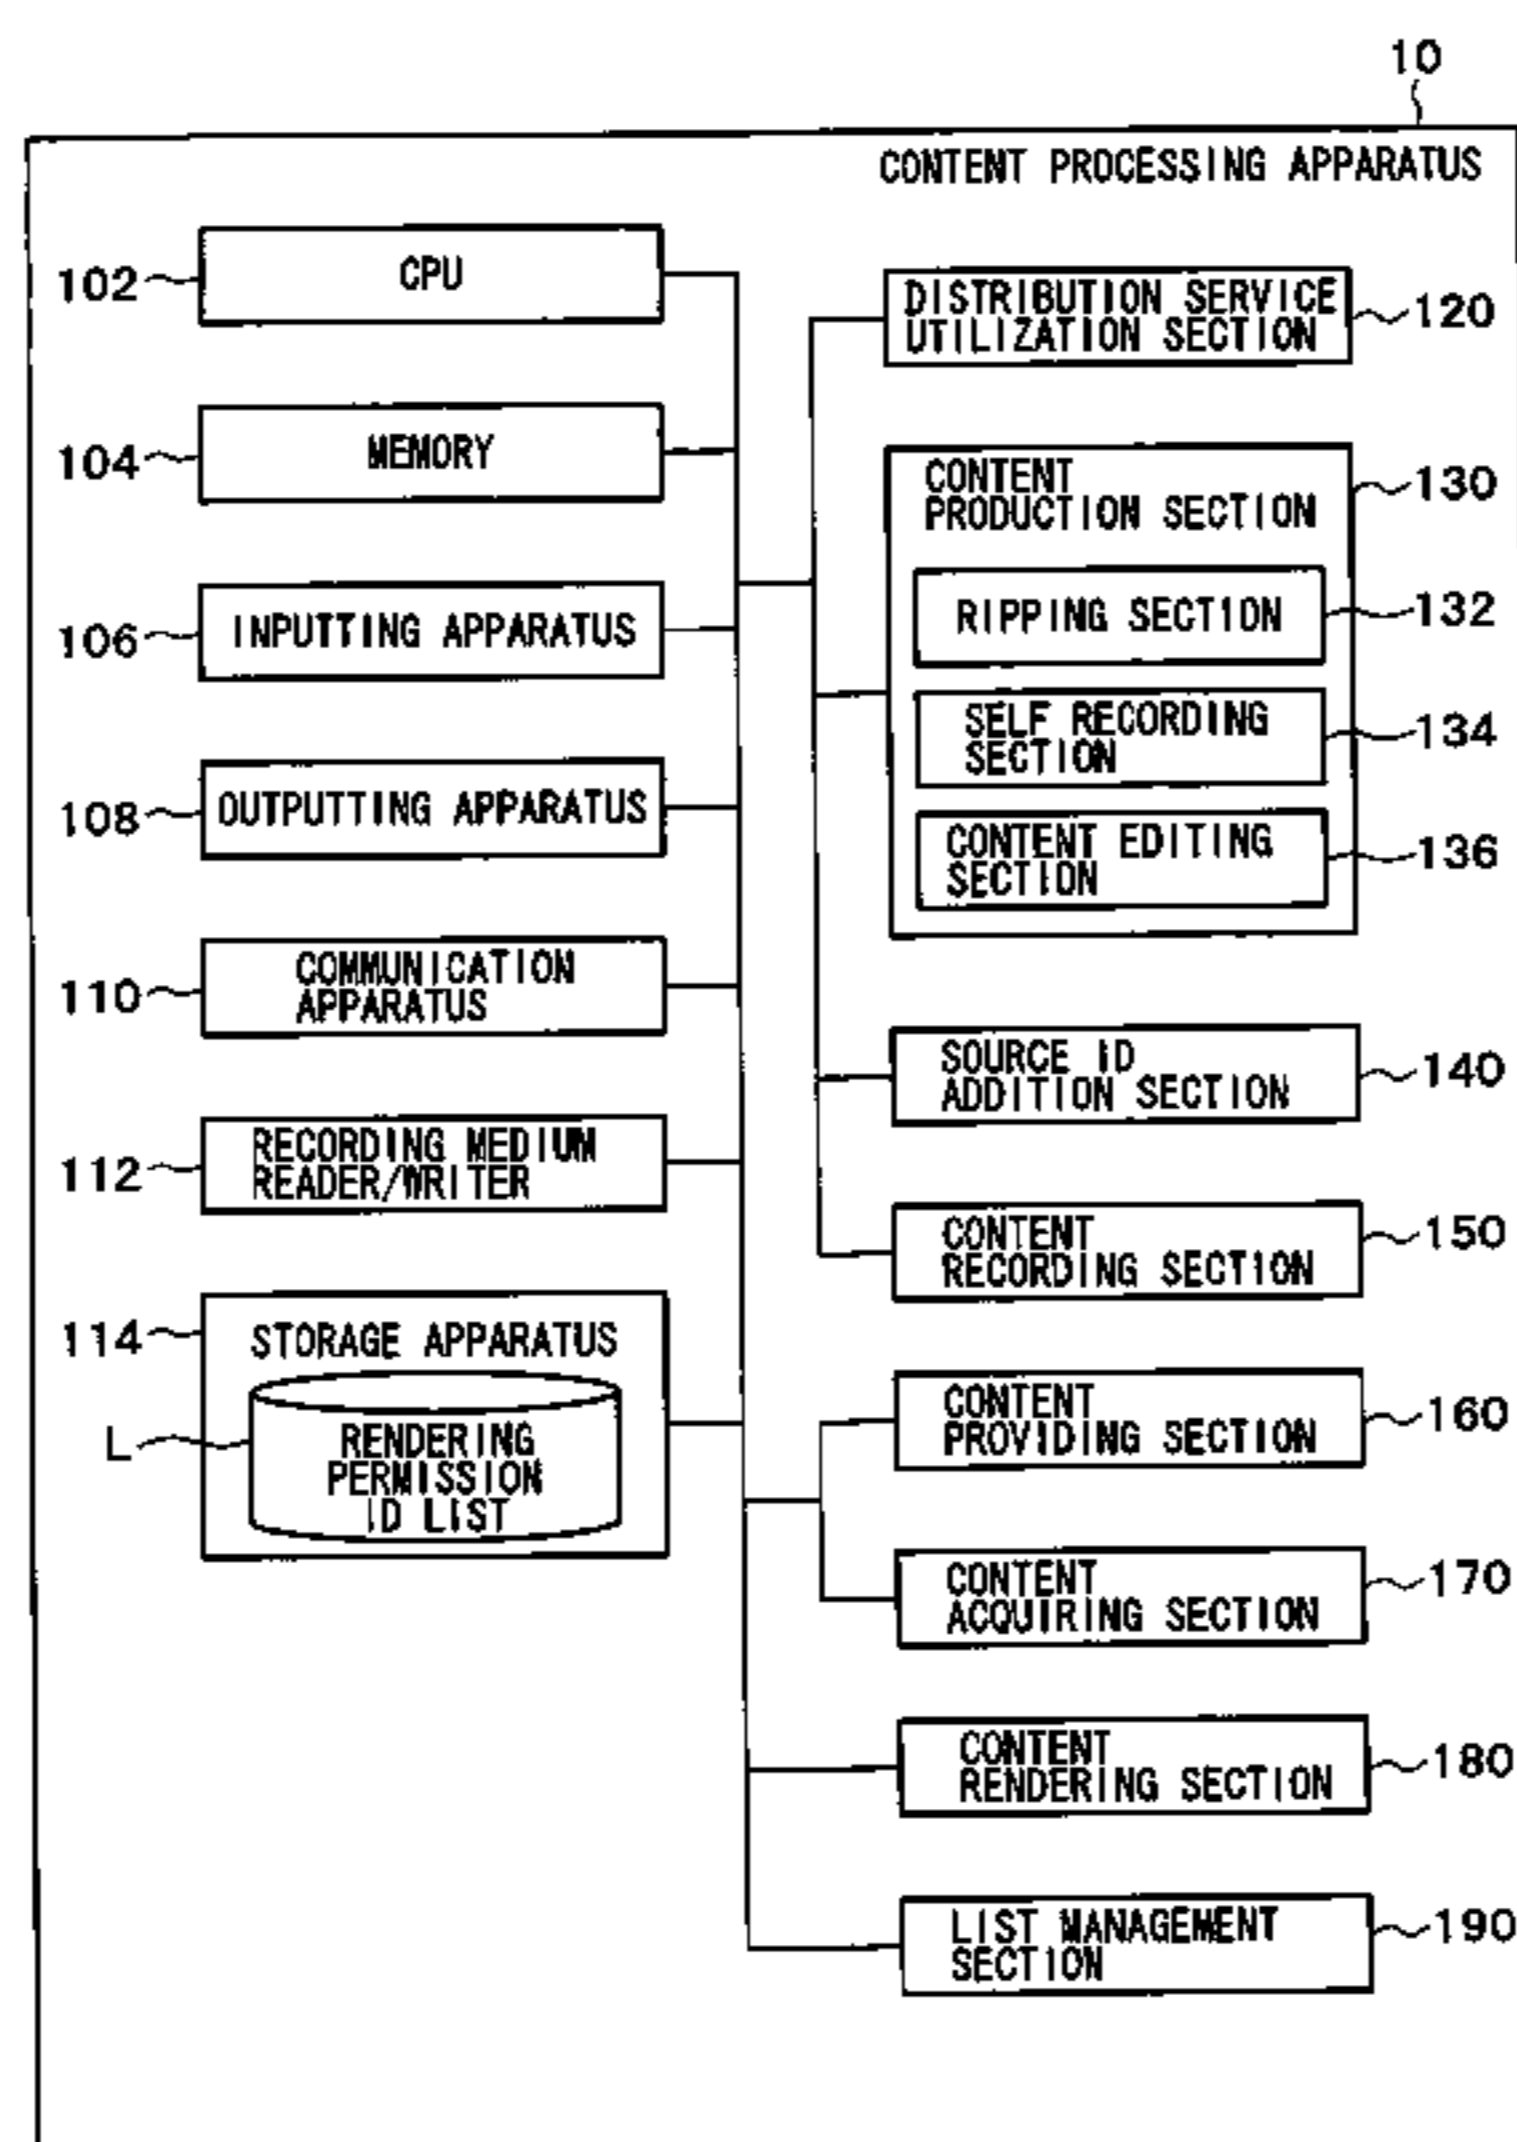 10
CONTENT PROCESSING APPARATUS
102
CPU
104
MEMORY
106
INPUTTING APPARATUS
108
OUTPUTTING APPARATUS
110
COMMUNICATION
APPARATUS
112
RECORDING MEDIUM
READER/WRITER
114
STORAGE APPARATUS
L
RENDERING
PERMISSION
ID LIST
DISTRIBUTION SERVICE
UTILIZATION SECTION
120
CONTENT
PRODUCTION SECTION
130
RIPPING SECTION
132
SELF RECORDING
SECTION
134
CONTENT EDITING
SECTION
136
SOURCE ID
ADDITION SECTION
140
CONTENT
RECORDING SECTION
150
CONTENT
PROVIDING SECTION
160
CONTENT
ACQUIRING SECTION
170
CONTENT
RENDERING SECTION
180
LIST MANAGEMENT
SECTION
190